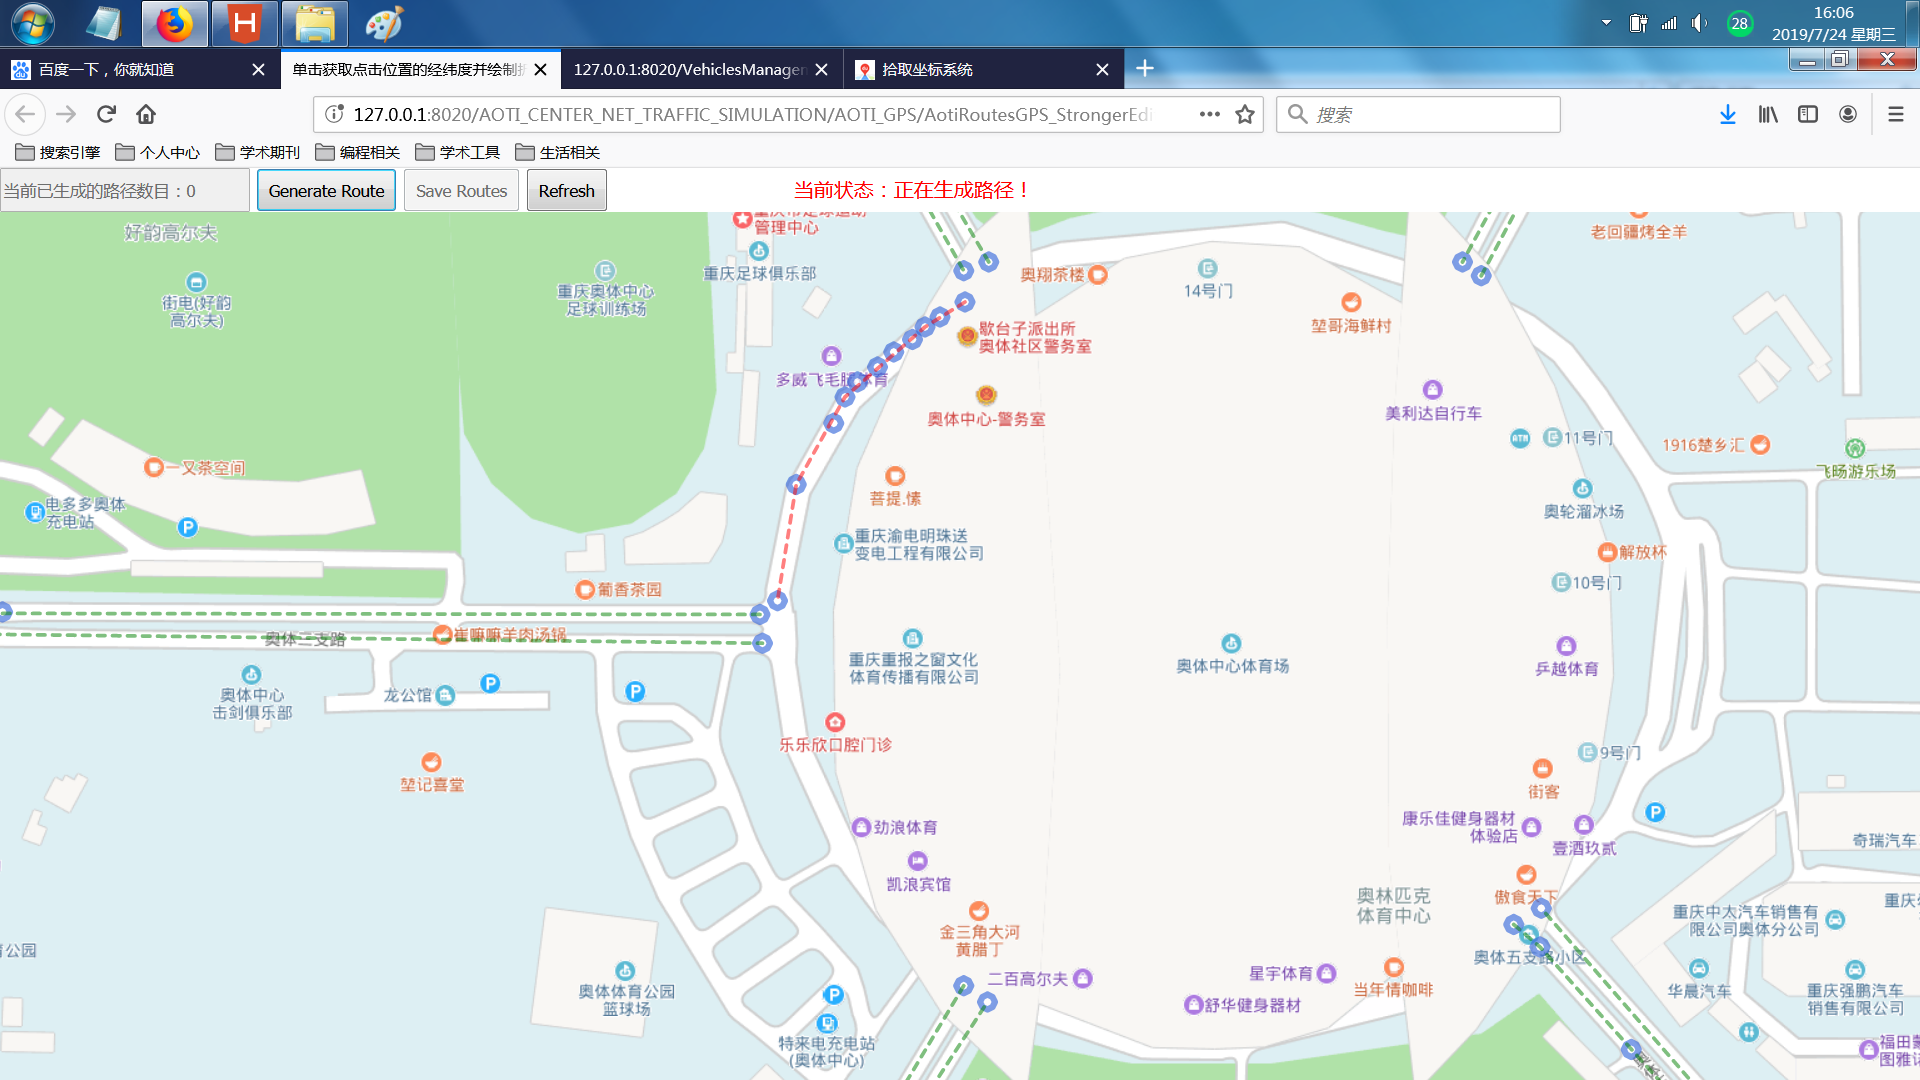 16:06
28
2019/7/24 星期三
百度一下，你就知道
单击获取点击位置的经纬度并绘制折
127.0.0.1:8020/VehiclesManage
拾取坐标系统
127.0.0.1:8020/AOTI_CENTER_NET_TRAFFIC_SIMULATION/AOTI_GPS/AotiRoutesGPS_StrongerEdi
搜索
搜索引擎
个人中心
学术期刊
编程相关
学术工具
生活相关
当前已生成的路径数目：0
Generate Route
Save Routes
Refresh
当前状态：正在生成路径！
好韵高尔夫
管理中心
老回疆烤全羊
重庆足球俱乐部
奥翔茶楼
14号门
街电(好韵
高尔夫)
重庆奥体中心
足球训练场
堃哥海鲜村
歇台子派出所
奥体社区警务室
多威飞毛腿体育
奥体中心-警务室
美利达自行车
ATM
11号门
1916楚乡汇
飞旸游乐场
一又茶空间
菩提.愫
奥轮溜冰场
电多多奥体
充电站
P
重庆渝电明珠送
变电工程有限公司
解放杯
10号门
葡香茶园
奥体二支路
崔嘛嘛羊肉汤锅
重庆重报之窗文化
体育传播有限公司
奥体中心体育场
乒越体育
奥体中心
击剑俱乐部
龙公馆
P
P
乐乐欣口腔门诊
9号门
堃记喜堂
街客
康乐佳健身器材
体验店
P
劲浪体育
壹酒玖贰
奇瑞汽车
凯浪宾馆
傲食天下
奥林匹克
体育中心
金三角大河
黄腊丁
重庆中太汽车销售有
限公司奥体分公司
公园
奥体五支路小区
二百高尔夫
星宇体育
当年情咖啡
华晨汽车
奥体体育公园
篮球场
P
舒华健身器材
重庆强鹏汽车
销售有限公司
特来电充电站
(奥体中心)
福田
图雅